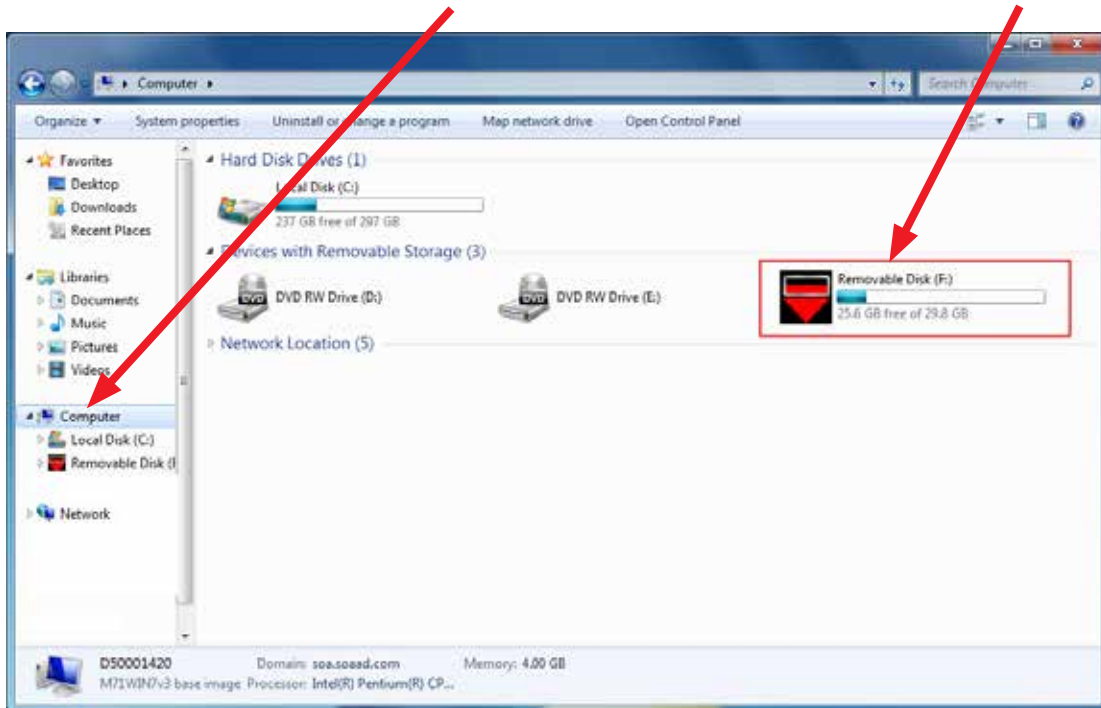 Computer
Search Computer
Organize
System properties
Uninstall or change a program
Map network drive
Open Control Panel
Favorites
Desktop
Downloads
Recent Places
Libraries
Documents
Music
Pictures
Videos
Computer
Local Disk (C:)
Removable Disk (F
Network
Hard Disk Drives (1)
Local Disk (C:)
237 GB free of 297 GB
Devices with Removable Storage (3)
DVD RW Drive (D:)
DVD RW Drive (E:)
Removable Disk (F:)
25.6 GB free of 29.8 GB
Network Location (5)
D50001420 Domain: soa.soaad.com Memory: 4.00 GB
M71WIN7v3 base image Processor: Intel(R) Pentium(R) CP...